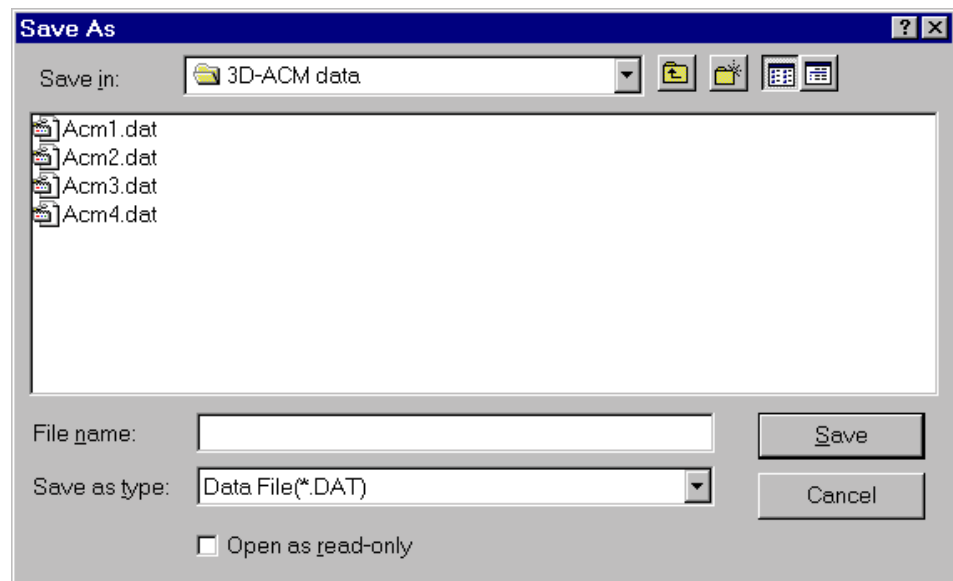 Save As
Save in: 3D-ACM data
Acm1.dat
Acm2.dat
Acm3.dat
Acm4.dat
File name: Save
Save as type: Data File(*.DAT) Cancel
Open as read-only